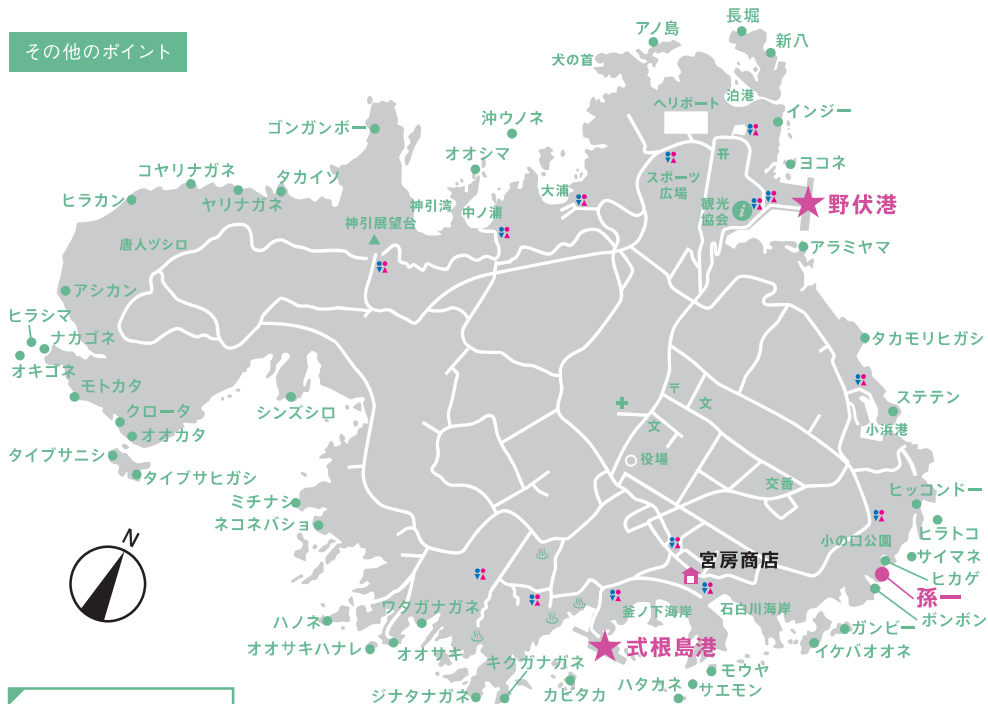 その他のポイント
長堀
アノ島
新八
犬の首
泊港
ヘリポート
インジー
沖ウノネ
ゴンガンボー
オオシマ
ヨコネ
コヤリナガネ
タカイソ
スポーツ
広場
ヒラカン
ヤリナガネ
大浦
神引湾
中ノ浦
観光
協会
i
野伏港
神引展望台
唐人ヅシロ
アラミヤマ
アシカン
ヒラシマ
ナカゴネ
タカモリヒガシ
オキゴネ
モトカタ
〒
文
ステテン
クロータ
シンズシロ
オオカタ
文
小浜港
タイブサニシ
役場
タイブサヒガシ
交番
ヒッコンドー
ミチナシ
ネコネバショ
ヒラトコ
小の口公園
N
宮房商店
サイマネ
ヒカゲ
孫一
ワタガナガネ
釜ノ下海岸
石白川海岸
ポンポン
ハノネ
ガンビー
オオサキハナレ
オオサキ
式根島港
イケバオオネ
キクガナガネ
モウヤ
ジナタナガネ
カビタカ
ハタカネ
サエモン